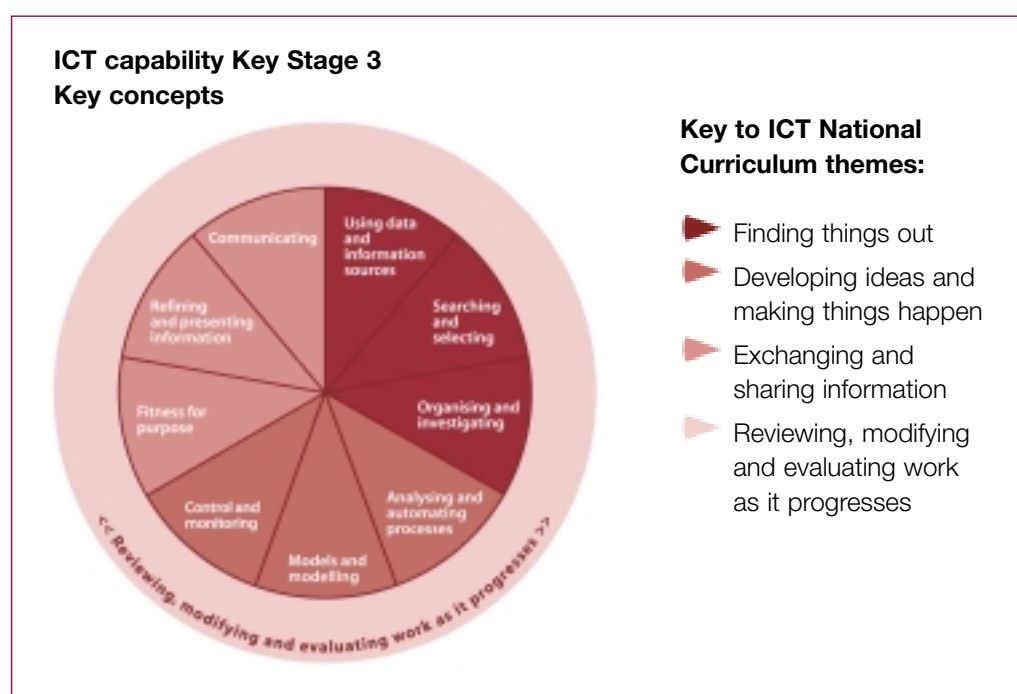 ICT capability Key Stage 3
Key concepts
Key to ICT National
Curriculum themes:
Finding things out
Developing ideas and
making things happen
Exchanging and
sharing information
Reviewing, modifying
and evaluating work
as it progresses
Using data
and
information
sources
Searching
and
selecting
Organising and
investigating
Analysing and
automating
processes
Models and
modelling
Control and
monitoring
Fitness for
purpose
Refining
and presenting
information
Communicating
<< Reviewing, modifying and evaluating work as it progresses >>